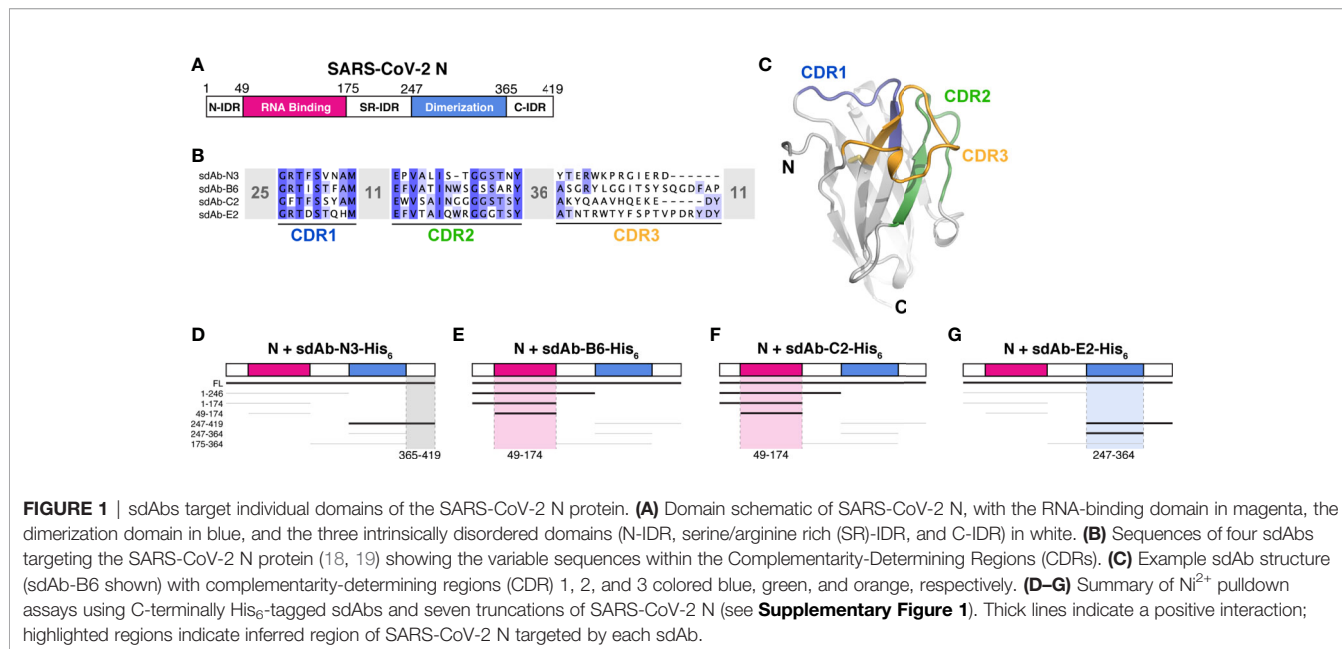 A
SARS-CoV-2 N
1 49 175 247 365 419
N-IDR RNA Binding SR-IDR Dimerization C-IDR
B
sdAb-N3 25 GRTFSVNAM 11 EPVALIS-TGGSTNY 36 YTERWKPRGIERD------ 11
sdAb-B6 GRTISTFAM EFVATINWSGSSARY ASGRYLGGITSYSQGDFAP
sdAb-C2 GFTFSSYAM EWVSAINGGGGSTSY AKYQAAVHQEKE-----DY
sdAb-E2 GRTDSTQHM EFVTAIQWRGGGTSY ATNTRWTYFSPTVPDRYDY
CDR1 CDR2 CDR3
C
CDR1
CDR2
CDR3
N
C
D
N + sdAb-N3-His6
FL
1-246
1-174
49-174
247-419
247-364
175-364
365-419
E
N + sdAb-B6-His6
49-174
F
N + sdAb-C2-His6
49-174
G
N + sdAb-E2-His6
247-364
FIGURE 1 | sdAbs target individual domains of the SARS-CoV-2 N protein. (A) Domain schematic of SARS-CoV-2 N, with the RNA-binding domain in magenta, the
dimerization domain in blue, and the three intrinsically disordered domains (N-IDR, serine/arginine rich (SR)-IDR, and C-IDR) in white. (B) Sequences of four sdAbs
targeting the SARS-CoV-2 N protein (18, 19) showing the variable sequences within the Complementarity-Determining Regions (CDRs). (C) Example sdAb structure
(sdAb-B6 shown) with complementarity-determining regions (CDR) 1, 2, and 3 colored blue, green, and orange, respectively. (D–G) Summary of Ni2+ pulldown
assays using C-terminally His6-tagged sdAbs and seven truncations of SARS-CoV-2 N (see Supplementary Figure 1). Thick lines indicate a positive interaction;
highlighted regions indicate inferred region of SARS-CoV-2 N targeted by each sdAb.